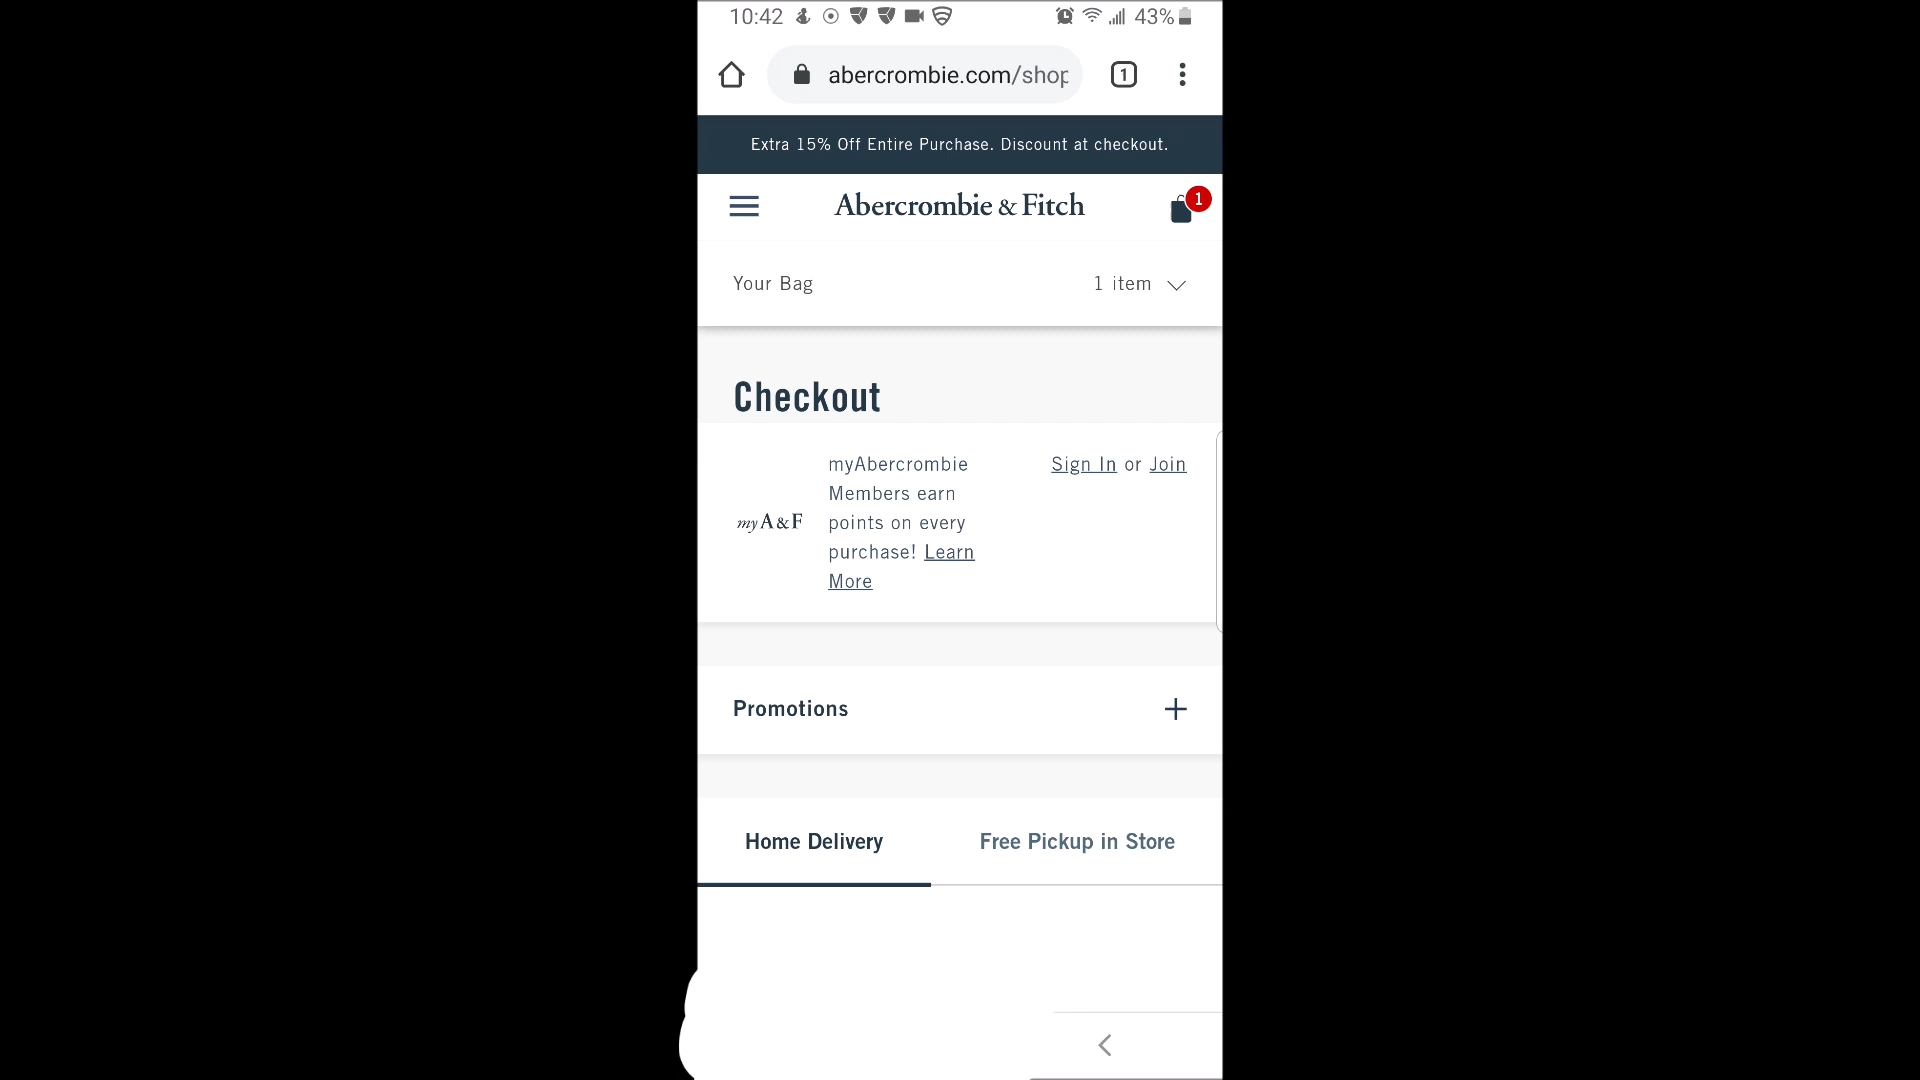 10:42 43%
abercrombie.com/shop
1
Extra 15% Off Entire Purchase. Discount at checkout.
Abercrombie & Fitch
1
Your Bag 1 item
Checkout
myAbercrombie Sign In or Join
Members earn
my A & F points on every
purchase! Learn
More
Promotions
Home Delivery Free Pickup in Store